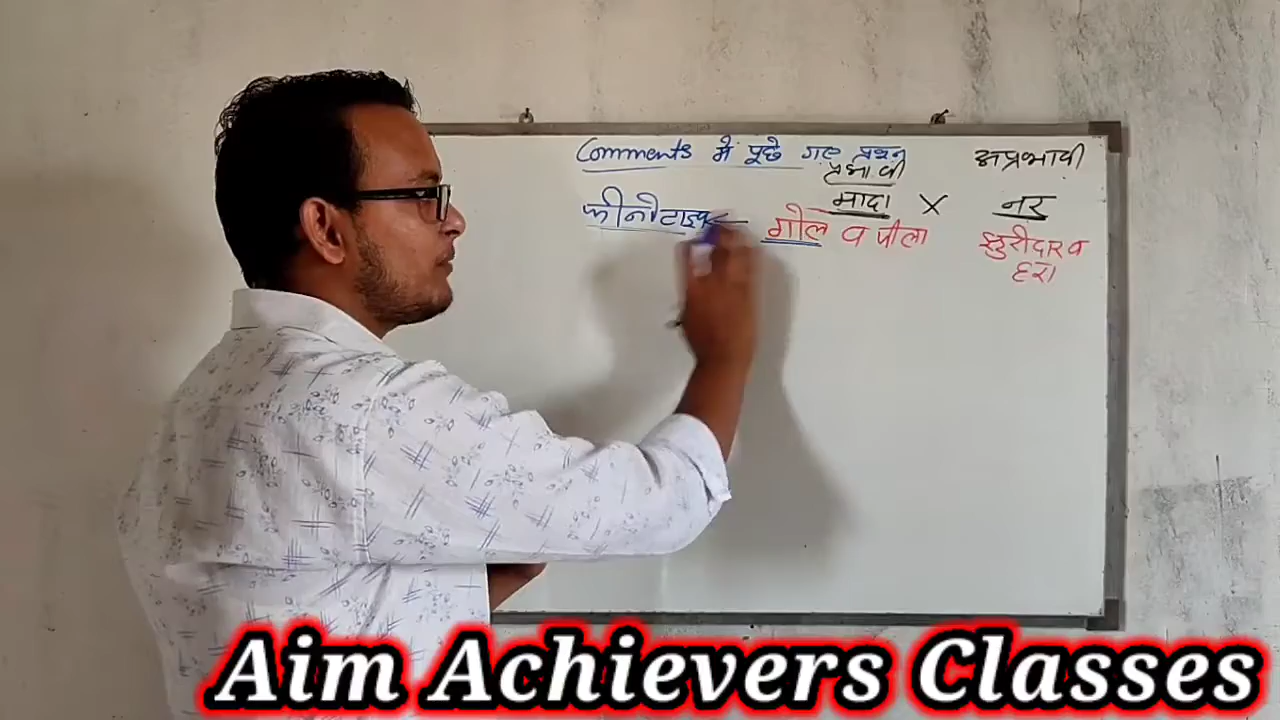 Comments में पूछे गए प्रश्न
प्रभावी
अप्रभावी
मादा × नर
फीनोटाइप ← गोल व पीला
झुर्रीदार व
हरा
Aim Achievers Classes